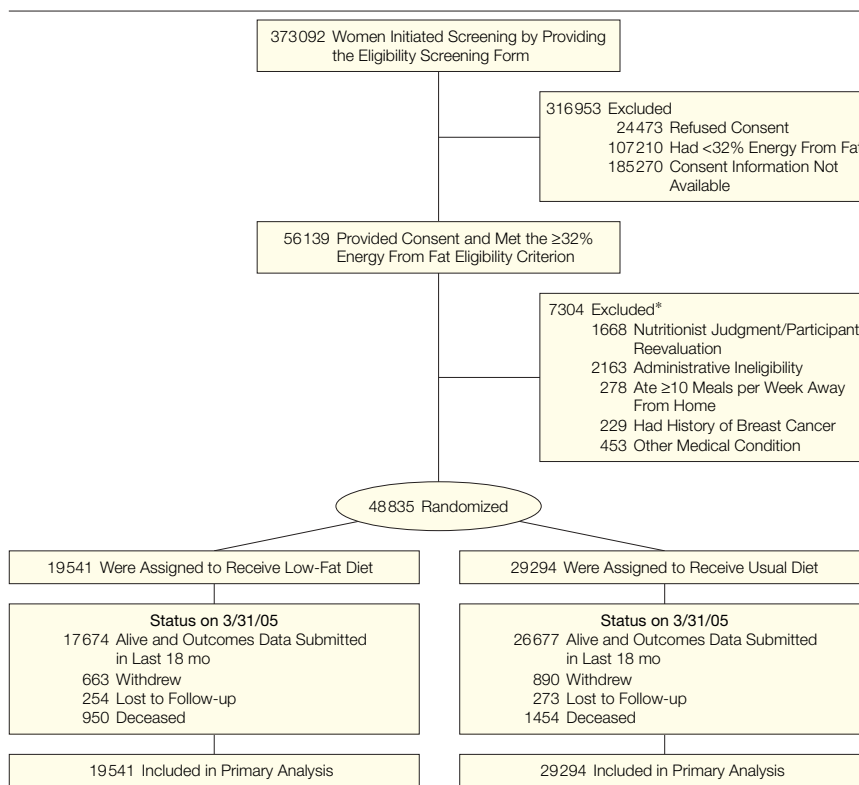 373092 Women Initiated Screening by Providing
the Eligibility Screening Form
316953 Excluded
24473 Refused Consent
107210 Had <32% Energy From Fat
185270 Consent Information Not
Available
56139 Provided Consent and Met the ≥32%
Energy From Fat Eligibility Criterion
7304 Excluded*
1668 Nutritionist Judgment/Participant
Reevaluation
2163 Administrative Ineligibility
278 Ate ≥10 Meals per Week Away
From Home
229 Had History of Breast Cancer
453 Other Medical Condition
48835 Randomized
19541 Were Assigned to Receive Low-Fat Diet
Status on 3/31/05
17674 Alive and Outcomes Data Submitted
in Last 18 mo
663 Withdrew
254 Lost to Follow-up
950 Deceased
19541 Included in Primary Analysis
29294 Were Assigned to Receive Usual Diet
Status on 3/31/05
26677 Alive and Outcomes Data Submitted
in Last 18 mo
890 Withdrew
273 Lost to Follow-up
1454 Deceased
29294 Included in Primary Analysis